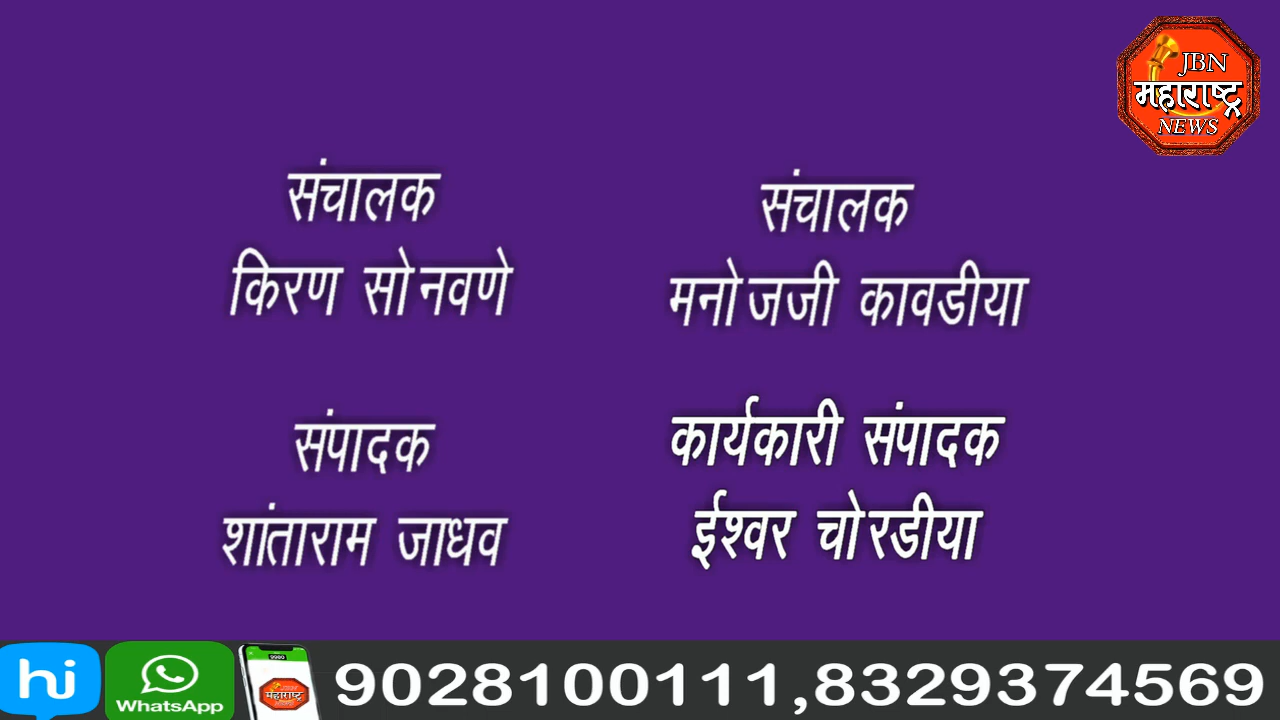 JBN
महाराष्ट्र
NEWS
संचालक
किरण सोनवणे
संचालक
मनोजजी कावडीया
संपादक
शांताराम जाधव
कार्यकारी संपादक
ईश्वर चोरडीया
hi
WhatsApp
महाराष्ट्र
9028100111,8329374569